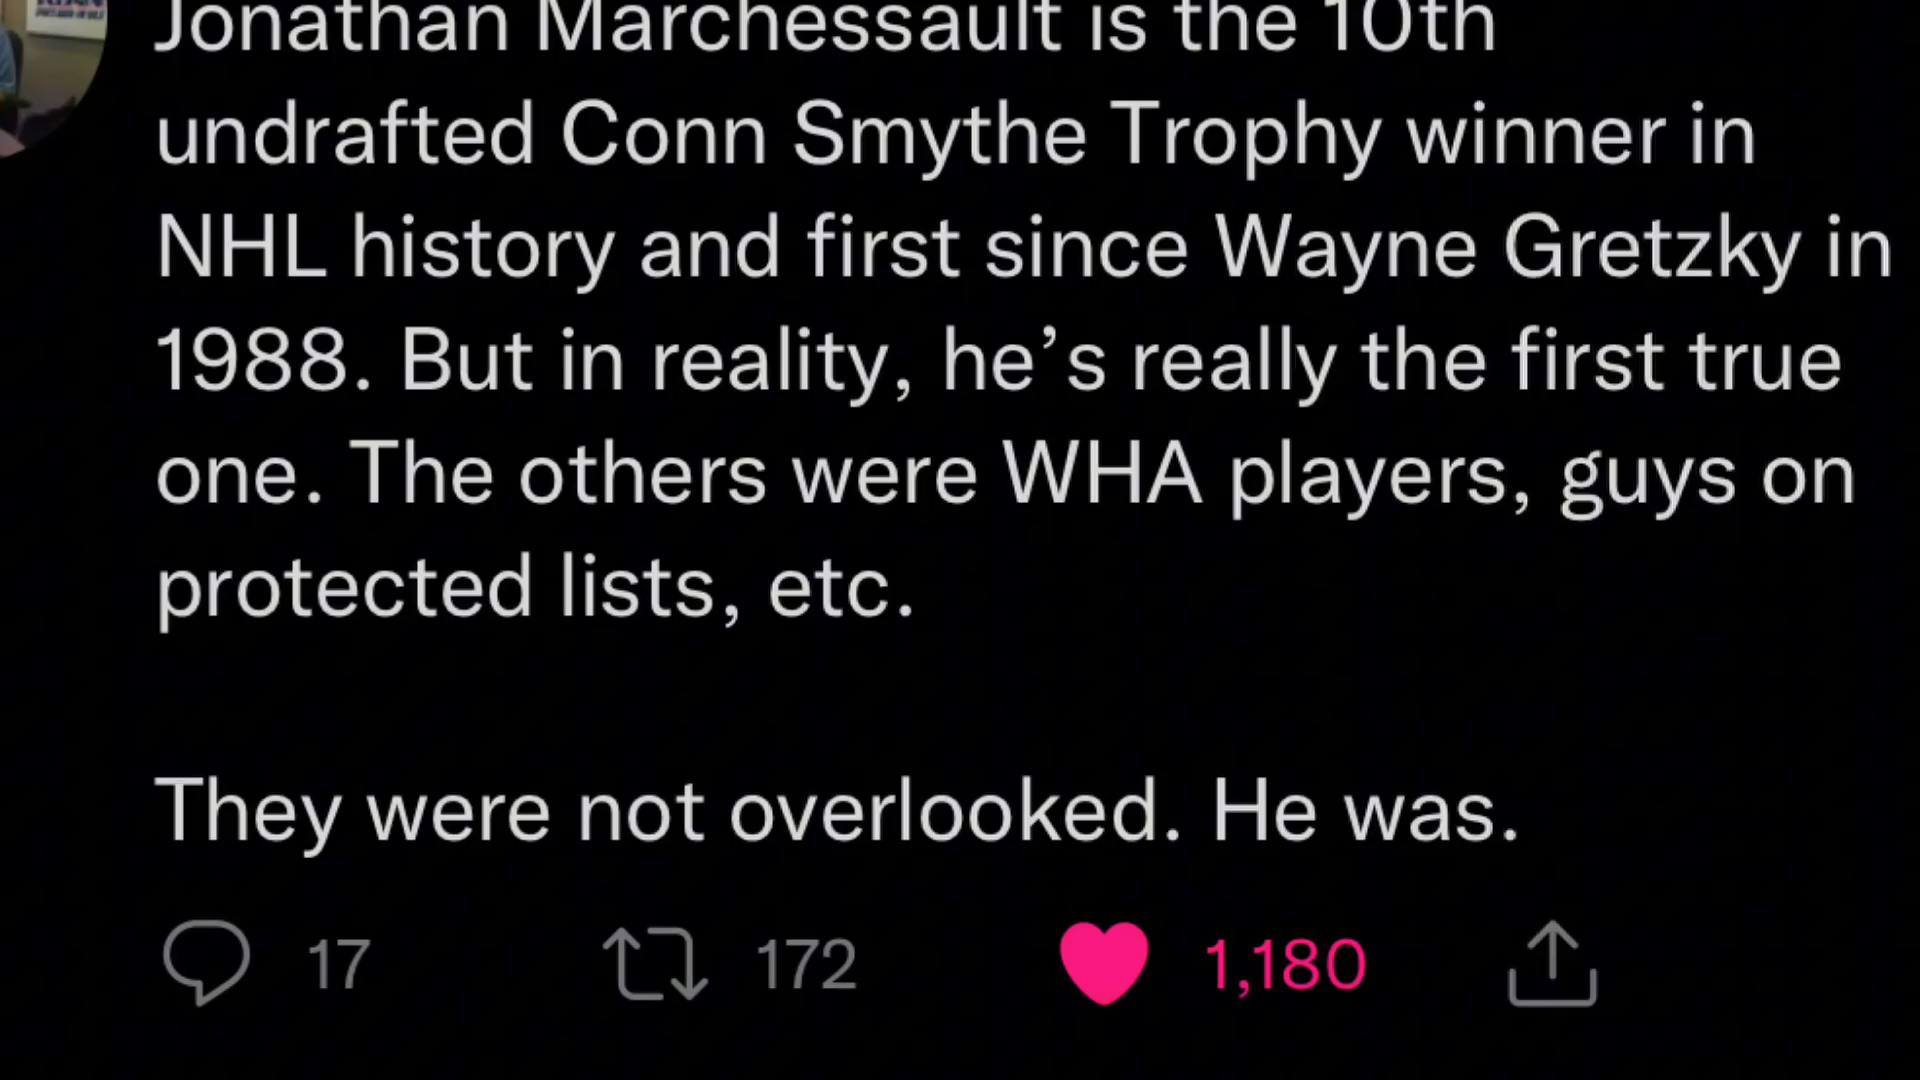 Jonathan Marchessault is the 10th
undrafted Conn Smythe Trophy winner in
NHL history and first since Wayne Gretzky in
1988. But in reality, he’s really the first true
one. The others were WHA players, guys on
protected lists, etc.
They were not overlooked. He was.
17 172 1,180